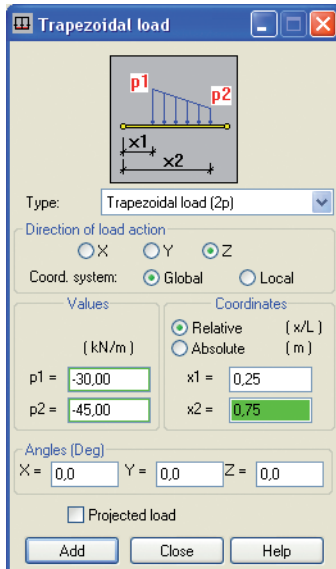 Trapezoidal load
p1
p2
x1
x2
Type: Trapezoidal load (2p)
Direction of load action
X Y Z
Coord. system: Global Local
Values Coordinates
Relative ( x/L )
( kN/m ) Absolute ( m )
p1 = -30,00 x1 = 0,25
p2 = -45,00 x2 = 0,75
Angles (Deg)
X = 0,0 Y = 0,0 Z = 0,0
Projected load
Add Close Help